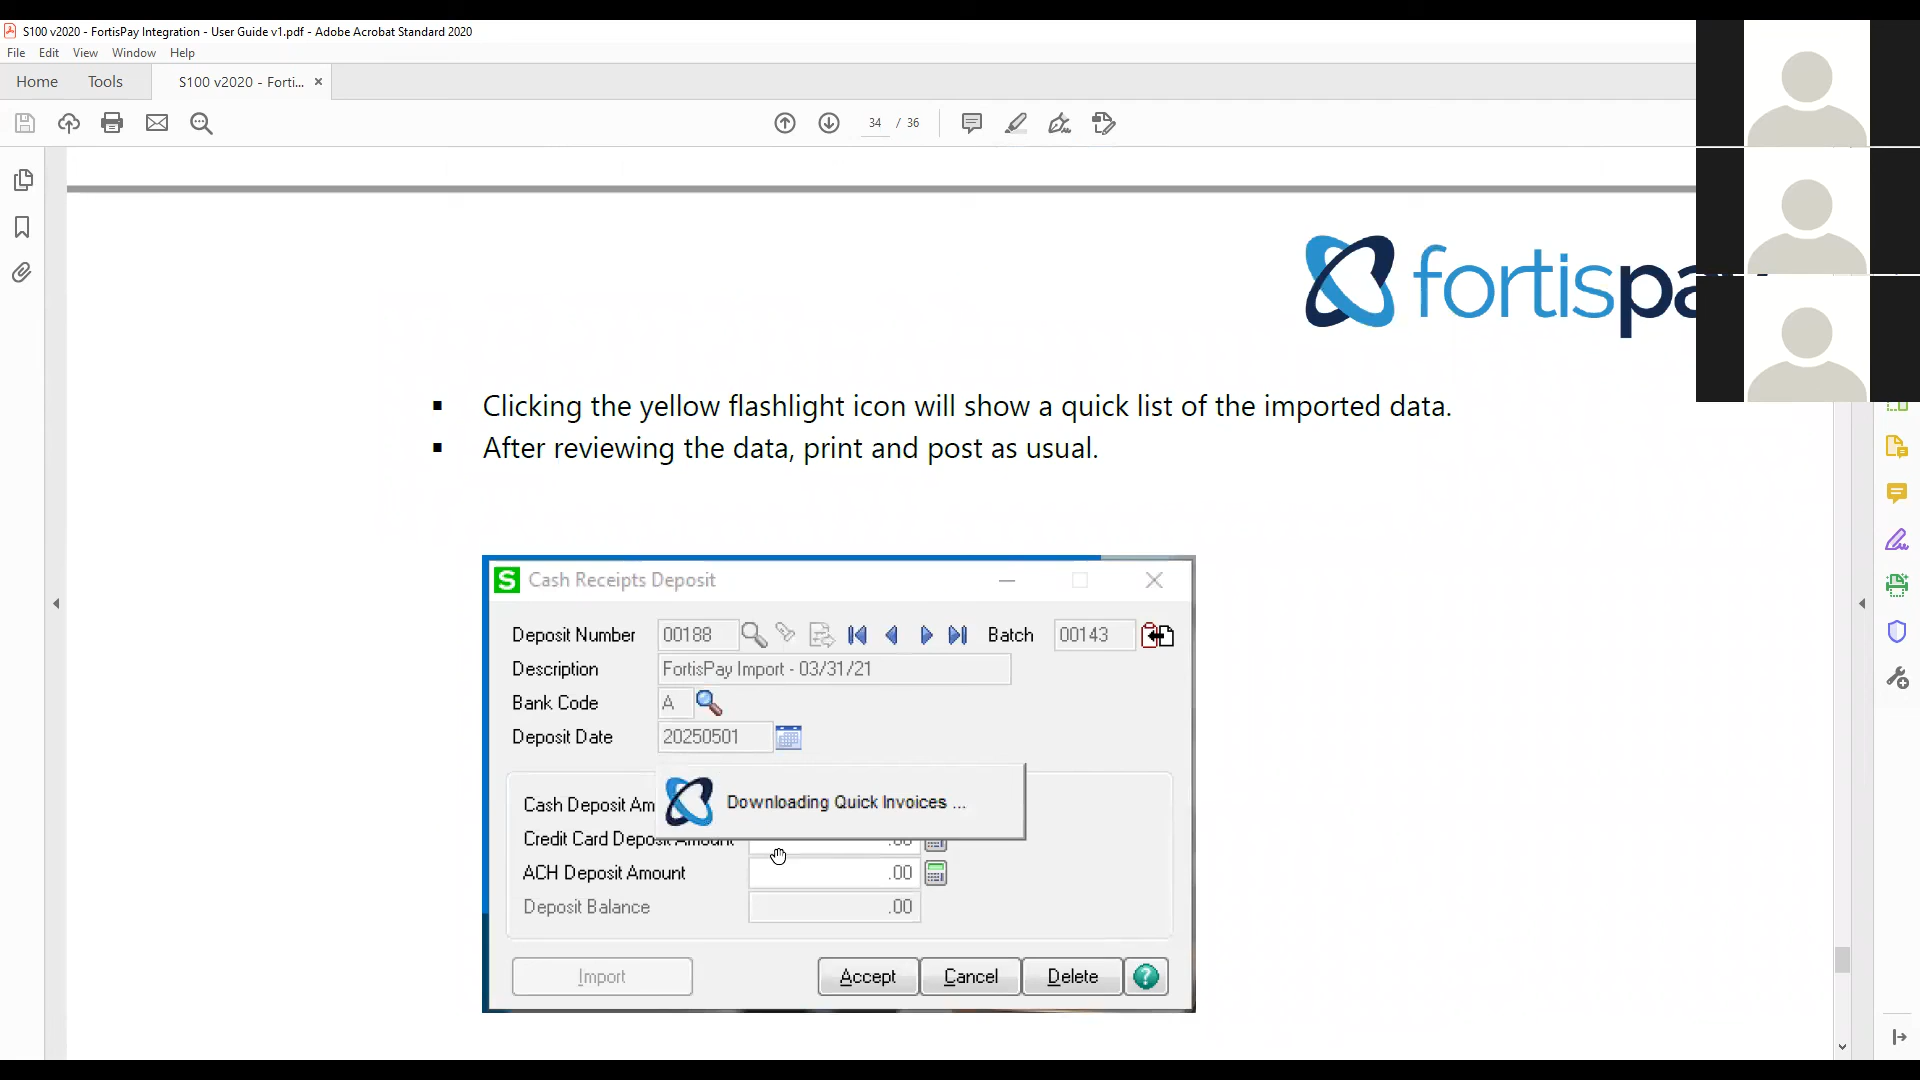 S100 v2020 - FortisPay Integration - User Guide v1.pdf - Adobe Acrobat Standard 2020
File Edit View Window Help
Home Tools S100 v2020 - Forti... ×
34 / 36
fortispa
▪ Clicking the yellow flashlight icon will show a quick list of the imported data.
▪ After reviewing the data, print and post as usual.
S Cash Receipts Deposit
Deposit Number 00188 Batch 00143
Description FortisPay Import - 03/31/21
Bank Code A
Deposit Date 20250501
Cash Deposit Am
Downloading Quick Invoices ...
Credit Card Deposit Amount .00
ACH Deposit Amount .00
Deposit Balance .00
Import Accept Cancel Delete ?